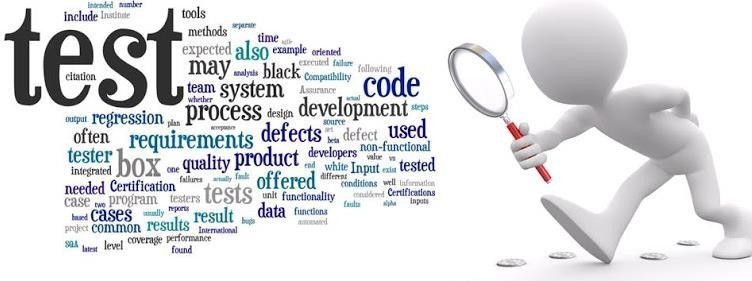 intended number
include Institute
tools
separate
test
methods
time
agile
expected
also
example
oriented
citation
may
analysis
black
executed
failure
following
team
system
Compatibility
code
whether
Assurance
actual
process
design
development
steps
output
regression
plan
acceptance
source
often
requirements
defects
set
beta
defect
used
tester
box
one
quality
product
developers
non-functional
value
vs
integrated
failures
actually
fault
end
white
Input
exist
tested
different
needed
Certification
offered
conditions
well
information
case
two
program
testers
tests
unit
functionality
considered
Certifications
based
cases
usually
reports
result
data
functions
faults
alpha
inputs
project
common
results
International
bugs
automated
SQA
latest
level
coverage
performance
found